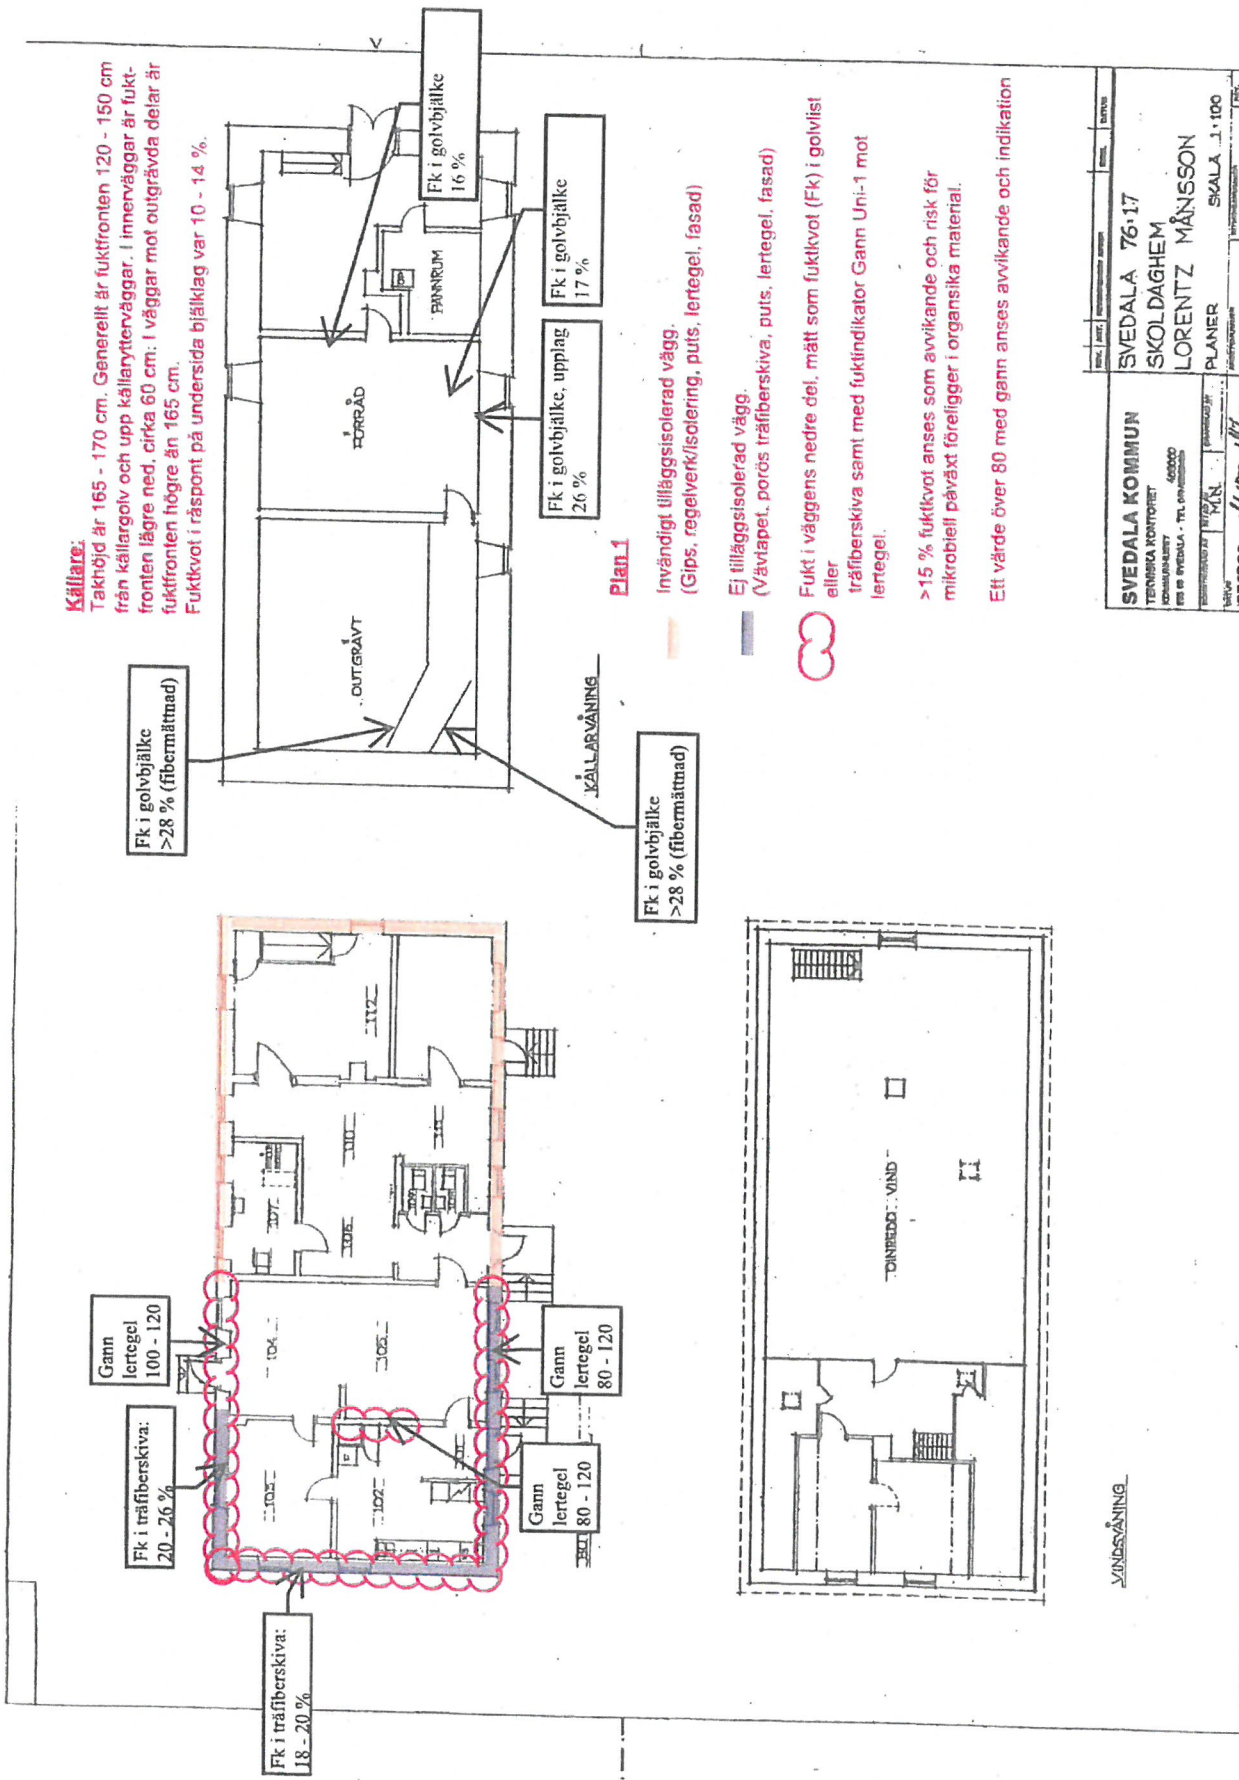 Källare:
Takhöjd är 165 - 170 cm. Generellt är fuktfronten 120 - 150 cm
från källargolv och upp källarytterväggar. I innerväggar är fukt-
fronten lägre ned, cirka 60 cm. I väggar mot outgrävda delar är
fuktfronten högre än 165 cm.
Fuktkvot i råspont på undersida bjälklag var 10 - 14 %.
Fk i golvbjälke
>28 % (fibermättnad)
Fk i golvbjälke
16 %
Fk i golvbjälke
17 %
Fk i golvbjälke, upplag
26 %
Fk i golvbjälke
>28 % (fibermättnad)
OUTGRÄVT
FÖRRÅD
PANNRUM
KÄLLARVÅNING
Plan 1
Invändigt tilläggsisolerad vägg.
(Gips, regelverk/isolering, puts, lertegel, fasad)
Ej tilläggsisolerad vägg.
(Vävtapet, porös träfiberskiva, puts, lertegel, fasad)
Fukt i väggens nedre del, mätt som fuktkvot (Fk) i golvlist
eller
träfiberskiva samt med fuktindikator Gann Uni-1 mot
lertegel.
>15 % fuktkvot anses som avvikande och risk för
mikrobiell påväxt föreligger i organsika material.
Ett värde över 80 med gann anses avvikande och indikation
Fk i träfiberskiva:
18 - 20 %
Fk i träfiberskiva:
20 - 26 %
Gann
lertegel
100 - 120
Gann
lertegel
80 - 120
Gann
lertegel
80 - 120
103
102
101
104
105
106
107
110
111
112
OINREDD VIND
VINDSVÅNING
SVEDALA KOMMUN
TEKNISKA KONTORET
KOMMUNHUSET
M.N.
SVEDALA 76:17
SKOLDAGHEM
LORENTZ MÅNSSON
PLANER
SKALA 1:100